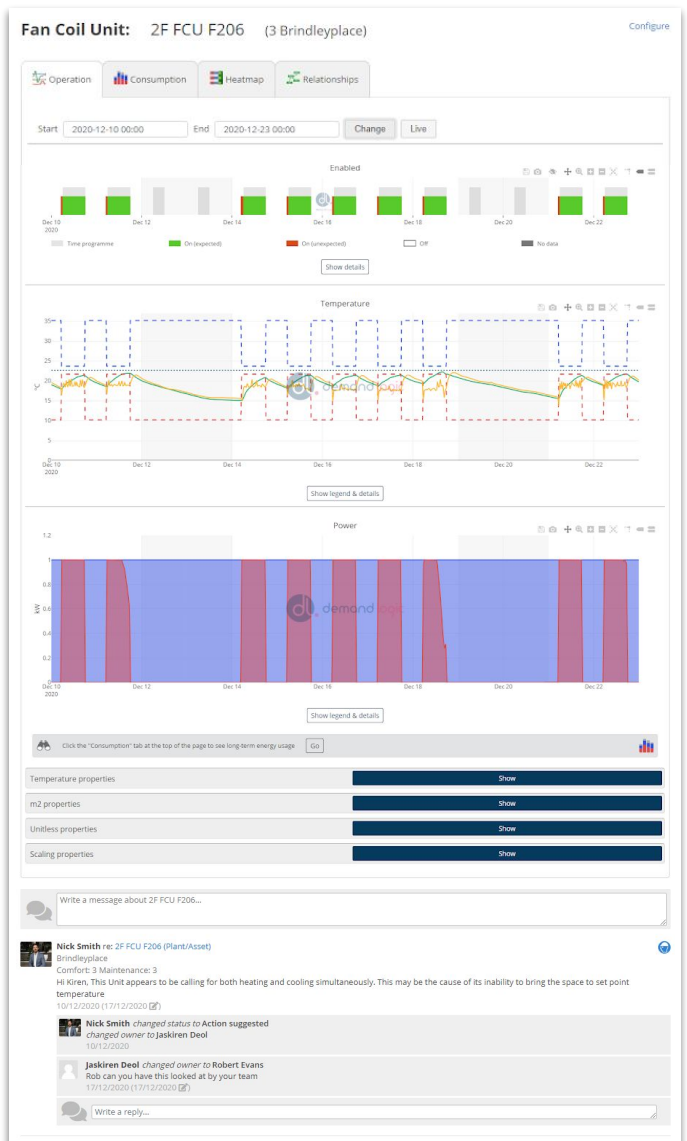 Fan Coil Unit: 2F FCU F206 (3 Brindleyplace)
Configure
Operation Consumption Heatmap Relationships
Start 2020-12-10 00:00 End 2020-12-23 00:00 Change Live
Enabled
Dec 10 Dec 12 Dec 14 Dec 16 Dec 18 Dec 20 Dec 22
2020
Time programme On (expected) On (unexpected) Off No data
Show details
Temperature
35
30
25
20
15
10
5
0
°C
demand logic
Dec 10 Dec 12 Dec 14 Dec 16 Dec 18 Dec 20 Dec 22
2020
Show legend & details
Power
1.2
1
0.8
0.6
0.4
0.2
0
kW
dl. demand logic
Dec 10 Dec 12 Dec 14 Dec 16 Dec 18 Dec 20 Dec 22
2020
Show legend & details
Click the "Consumption" tab at the top of the page to see long-term energy usage Go
Temperature properties Show
m2 properties Show
Unitless properties Show
Scaling properties Show
Write a message about 2F FCU F206...
Nick Smith re: 2F FCU F206 (Plant/Asset)
Brindleyplace
Comfort: 3 Maintenance: 3
Hi Kiren, This Unit appears to be calling for both heating and cooling simultaneously. This may be the cause of its inability to bring the space to set point
temperature
10/12/2020 (17/12/2020)
Nick Smith changed status to Action suggested
changed owner to Jaskiren Deol
10/12/2020
Jaskiren Deol changed owner to Robert Evans
Rob can you have this looked at by your team
17/12/2020 (17/12/2020)
Write a reply...